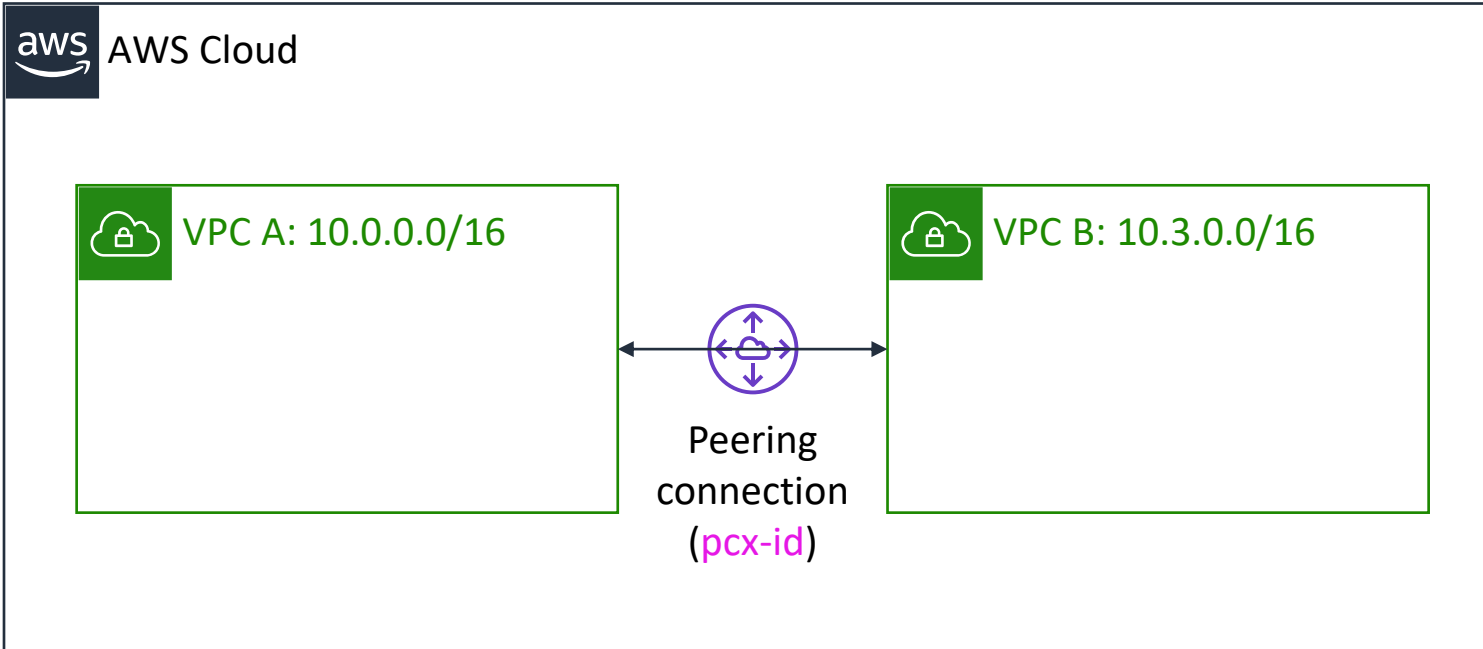 aws
AWS Cloud
VPC A: 10.0.0.0/16
VPC B: 10.3.0.0/16
Peering
connection
(pcx-id)